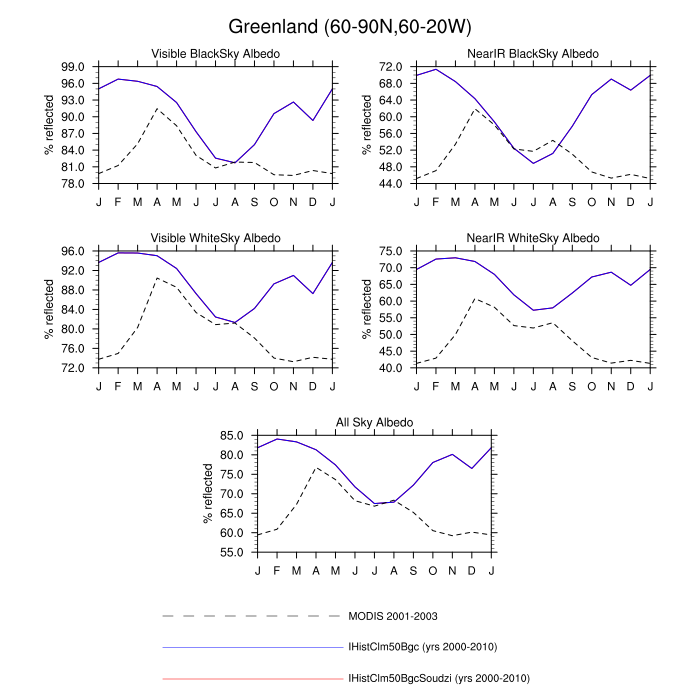 Greenland (60-90N,60-20W)
Visible BlackSky Albedo
% reflected
99.0
96.0
93.0
90.0
87.0
84.0
81.0
78.0
J F M A M J J A S O N D J
NearIR BlackSky Albedo
% reflected
72.0
68.0
64.0
60.0
56.0
52.0
48.0
44.0
J F M A M J J A S O N D J
Visible WhiteSky Albedo
% reflected
96.0
92.0
88.0
84.0
80.0
76.0
72.0
J F M A M J J A S O N D J
NearIR WhiteSky Albedo
% reflected
75.0
70.0
65.0
60.0
55.0
50.0
45.0
40.0
J F M A M J J A S O N D J
All Sky Albedo
% reflected
85.0
80.0
75.0
70.0
65.0
60.0
55.0
J F M A M J J A S O N D J
MODIS 2001-2003
IHistClm50Bgc (yrs 2000-2010)
IHistClm50BgcSoudzi (yrs 2000-2010)